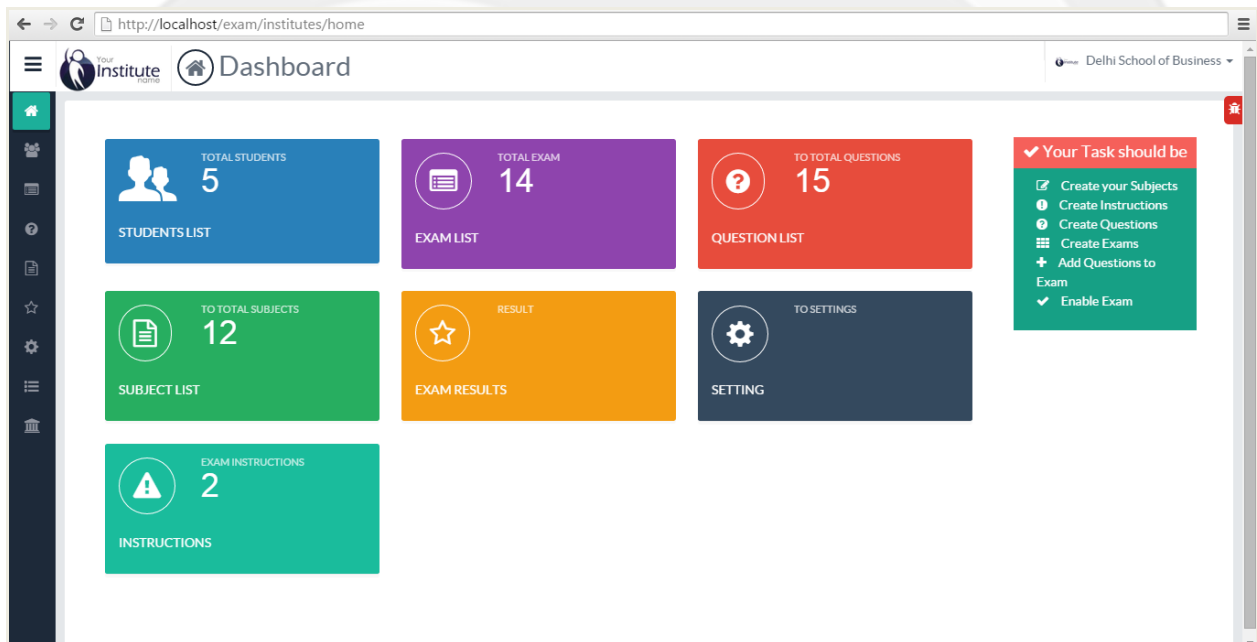 http://localhost/exam/institutes/home
Your
Institute
name
Dashboard
Delhi School of Business
TOTAL STUDENTS
5
STUDENTS LIST
TOTAL EXAM
14
EXAM LIST
TO TOTAL QUESTIONS
15
QUESTION LIST
Your Task should be
Create your Subjects
Create Instructions
Create Questions
Create Exams
Add Questions to
Exam
Enable Exam
TO TOTAL SUBJECTS
12
SUBJECT LIST
RESULT
EXAM RESULTS
TO SETTINGS
SETTING
EXAM INSTRUCTIONS
2
INSTRUCTIONS